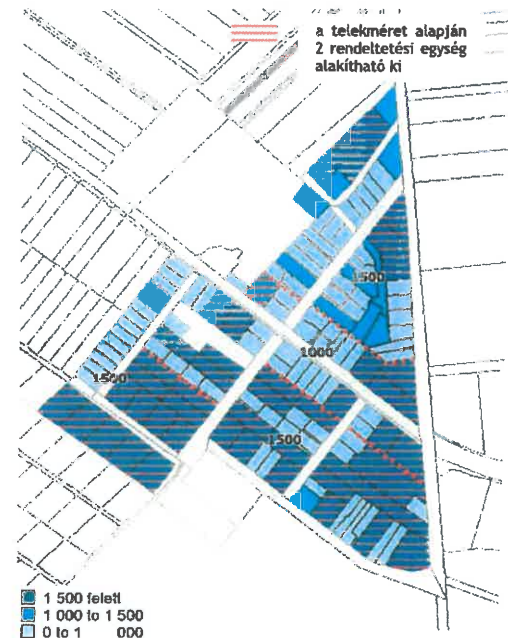 a telekméret alapján
2 rendeltetési egység
alakítható ki
1500
1000
1500
1500
1 500 felett
1 000 to 1 500
0 to 1 000